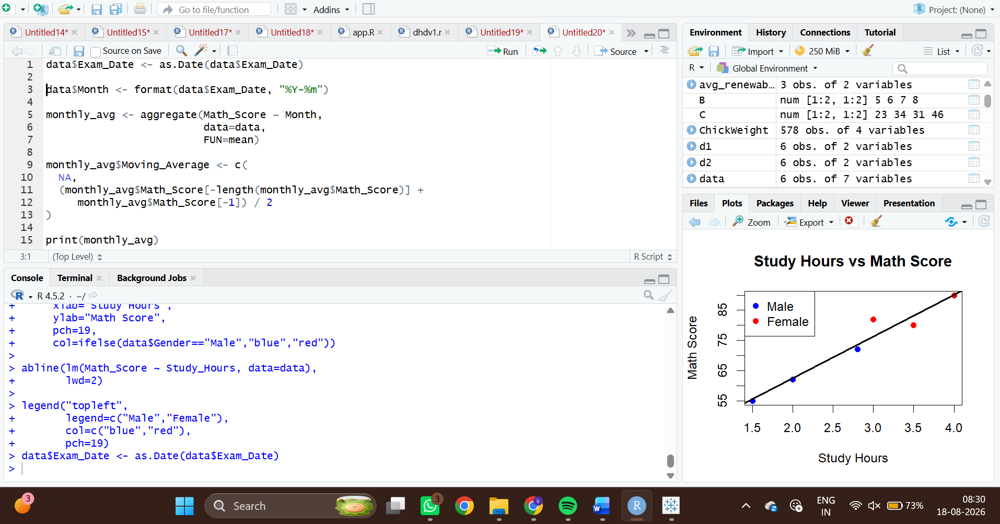 Go to file/function
Addins
Project: (None)
Untitled14*
Untitled15*
Untitled17*
Untitled18*
app.R
dhdv1.r
Untitled19*
Untitled20*
Source on Save
Run
Source
1 data$Exam_Date <- as.Date(data$Exam_Date)
2
3 data$Month <- format(data$Exam_Date, "%Y-%m")
4
5 monthly_avg <- aggregate(Math_Score ~ Month,
6 data=data,
7 FUN=mean)
8
9 monthly_avg$Moving_Average <- c(
10 NA,
11 (monthly_avg$Math_Score[-length(monthly_avg$Math_Score)] +
12 monthly_avg$Math_Score[-1]) / 2
13 )
14
15 print(monthly_avg)
3:1 (Top Level) R Script
Console
Terminal
Background Jobs
R 4.5.2 · ~/
+ xlab="Study Hours",
+ ylab="Math Score",
+ pch=19,
+ col=ifelse(data$Gender=="Male","blue","red"))
>
> abline(lm(Math_Score ~ Study_Hours, data=data),
+ lwd=2)
>
> legend("topleft",
+ legend=c("Male","Female"),
+ col=c("blue","red"),
+ pch=19)
> data$Exam_Date <- as.Date(data$Exam_Date)
>
Environment
History
Connections
Tutorial
Import
250 MiB
List
R
Global Environment
avg_renewab… 3 obs. of 2 variables
B num [1:2, 1:2] 5 6 7 8
C num [1:2, 1:2] 23 34 31 46
ChickWeight 578 obs. of 4 variables
d1 6 obs. of 2 variables
d2 6 obs. of 2 variables
data 6 obs. of 7 variables
Files
Plots
Packages
Help
Viewer
Presentation
Zoom
Export
Study Hours vs Math Score
Male
Female
Math Score
85
75
65
55
1.5 2.0 2.5 3.0 3.5 4.0
Study Hours
3
Search
3
b
W
R
ENG
IN
73%
08:30
18-08-2026